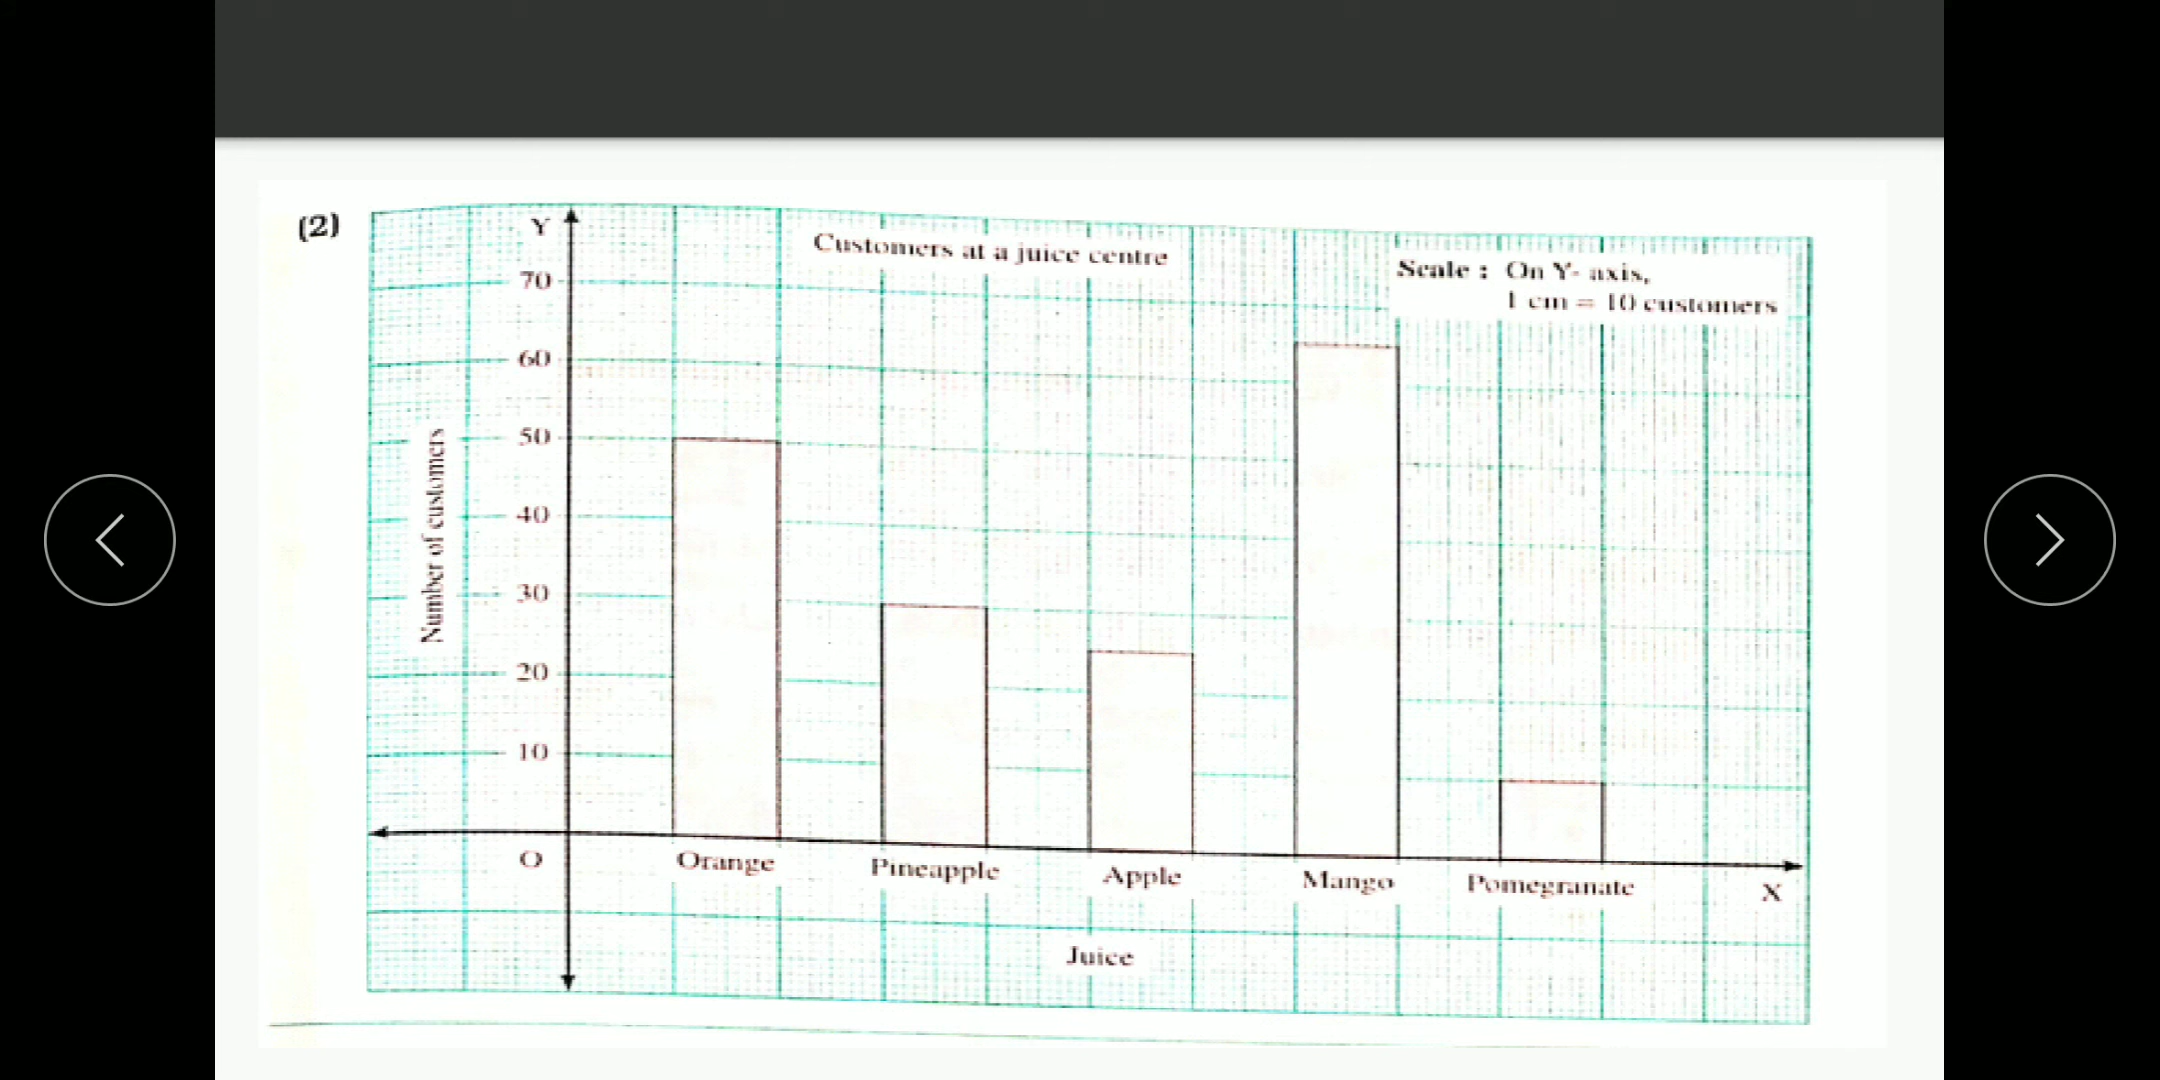 (2)
Y
Customers at a juice centre
Scale : On Y- axis,
1 cm = 10 customers
70
60
50
40
30
20
10
Number of customers
O
Orange
Pineapple
Apple
Mango
Pomegranate
X
Juice